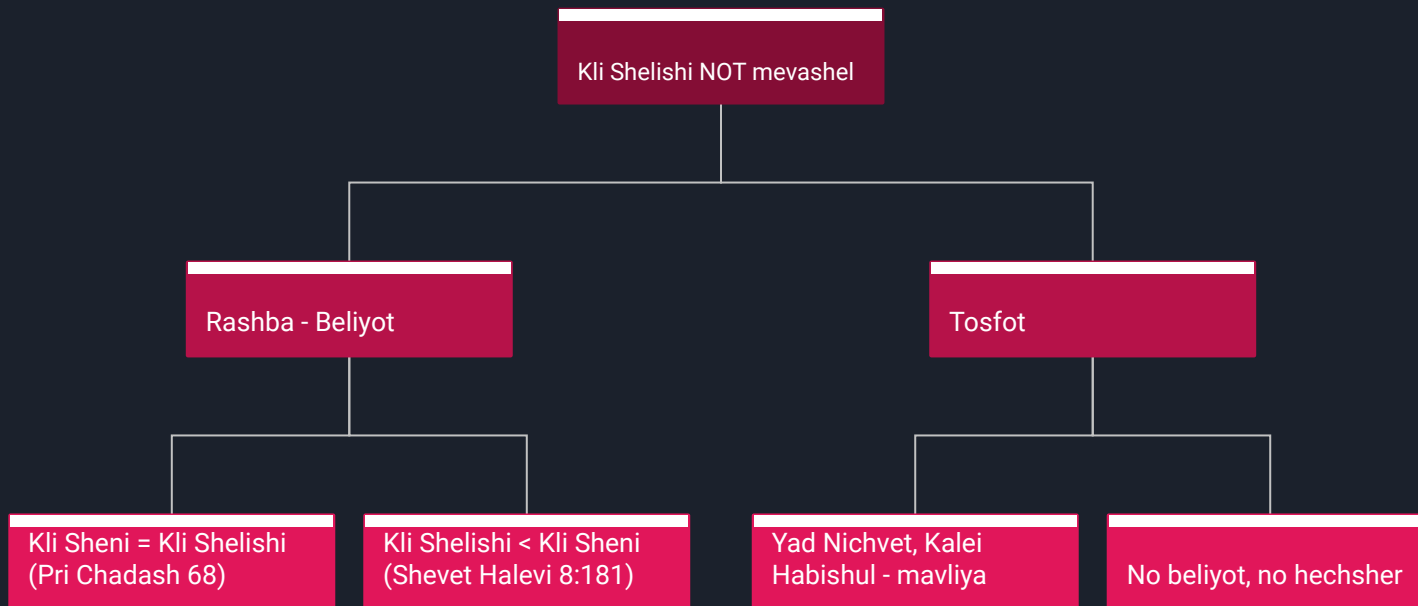 Kli Shelishi NOT mevashel
Rashba - Beliyot
Tosfot
Kli Sheni = Kli Shelishi
(Pri Chadash 68)
Kli Shelishi < Kli Sheni
(Shevet Halevi 8:181)
Yad Nichvet, Kalei
Habishul - mavliya
No beliyot, no hechsher